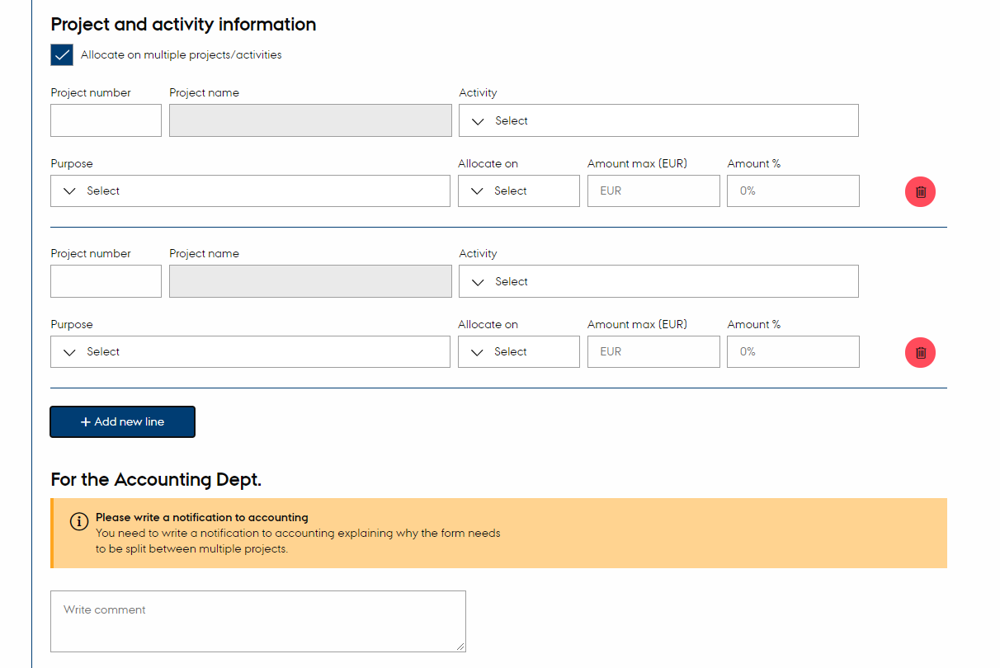 Project and activity information
Allocate on multiple projects/activities
Project number Project name Activity
Select
Purpose Allocate on Amount max (EUR) Amount %
Select Select EUR 0%
Project number Project name Activity
Select
Purpose Allocate on Amount max (EUR) Amount %
Select Select EUR 0%
+ Add new line
For the Accounting Dept.
Please write a notification to accounting
You need to write a notification to accounting explaining why the form needs
to be split between multiple projects.
Write comment